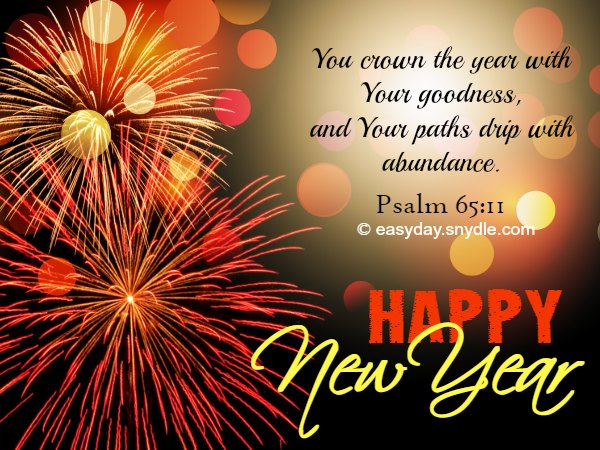 You crown the year with
Your goodness,
and Your paths drip with
abundance.
Psalm 65:11
© easyday.snydle.com
HAPPY
New Year